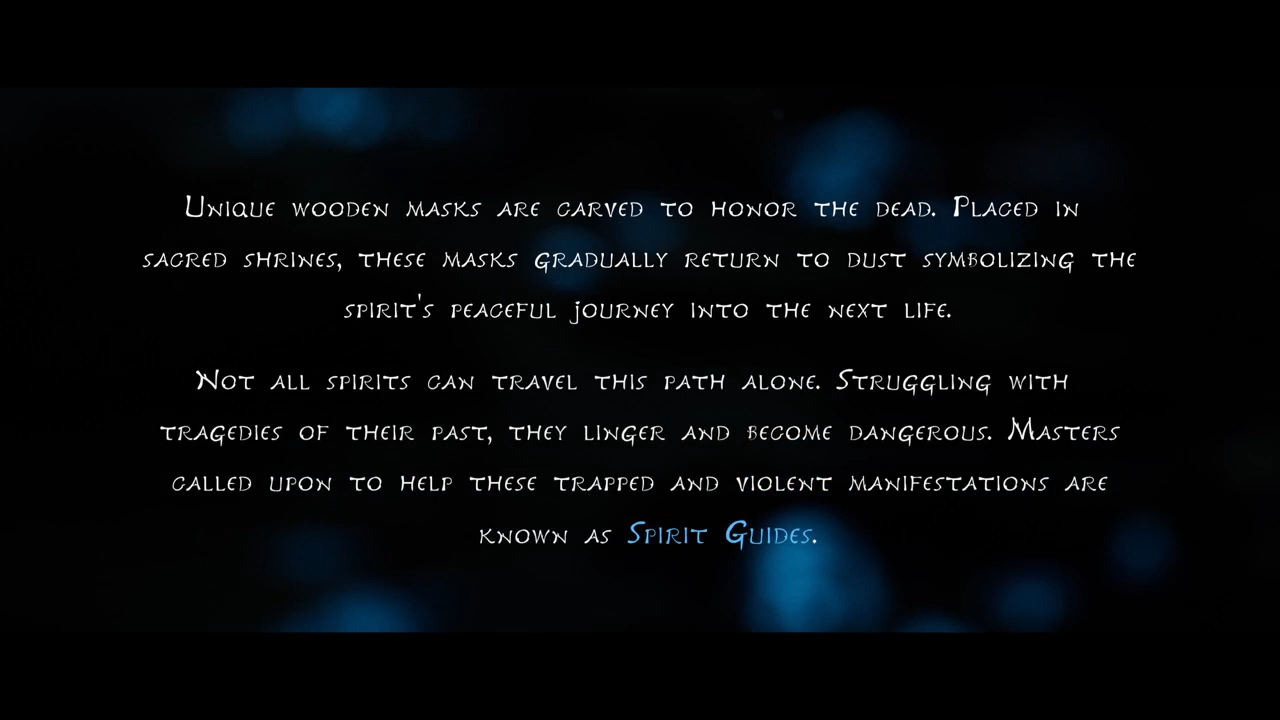 Unique wooden masks are carved to honor the dead. Placed in
sacred shrines, these masks gradually return to dust symbolizing the
spirit's peaceful journey into the next life.
Not all spirits can travel this path alone. Struggling with
tragedies of their past, they linger and become dangerous. Masters
called upon to help these trapped and violent manifestations are
known as Spirit Guides.